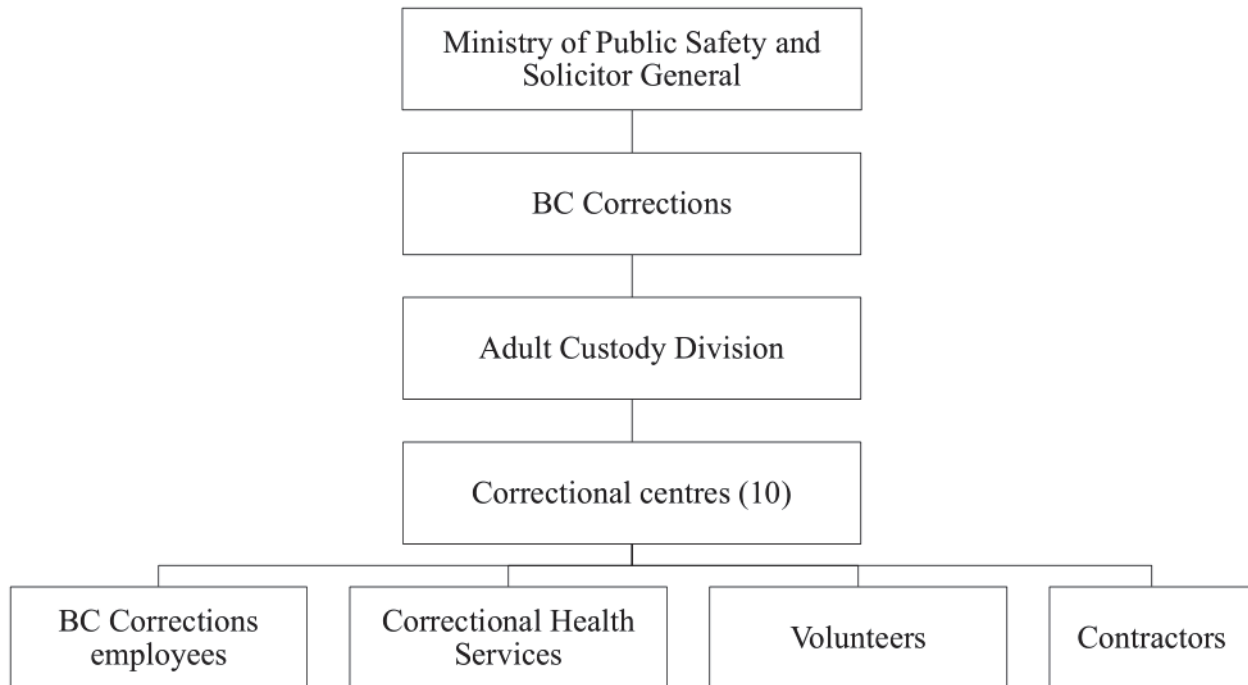 Ministry of Public Safety and
Solicitor General
BC Corrections
Adult Custody Division
Correctional centres (10)
BC Corrections
employees
Correctional Health
Services
Volunteers
Contractors